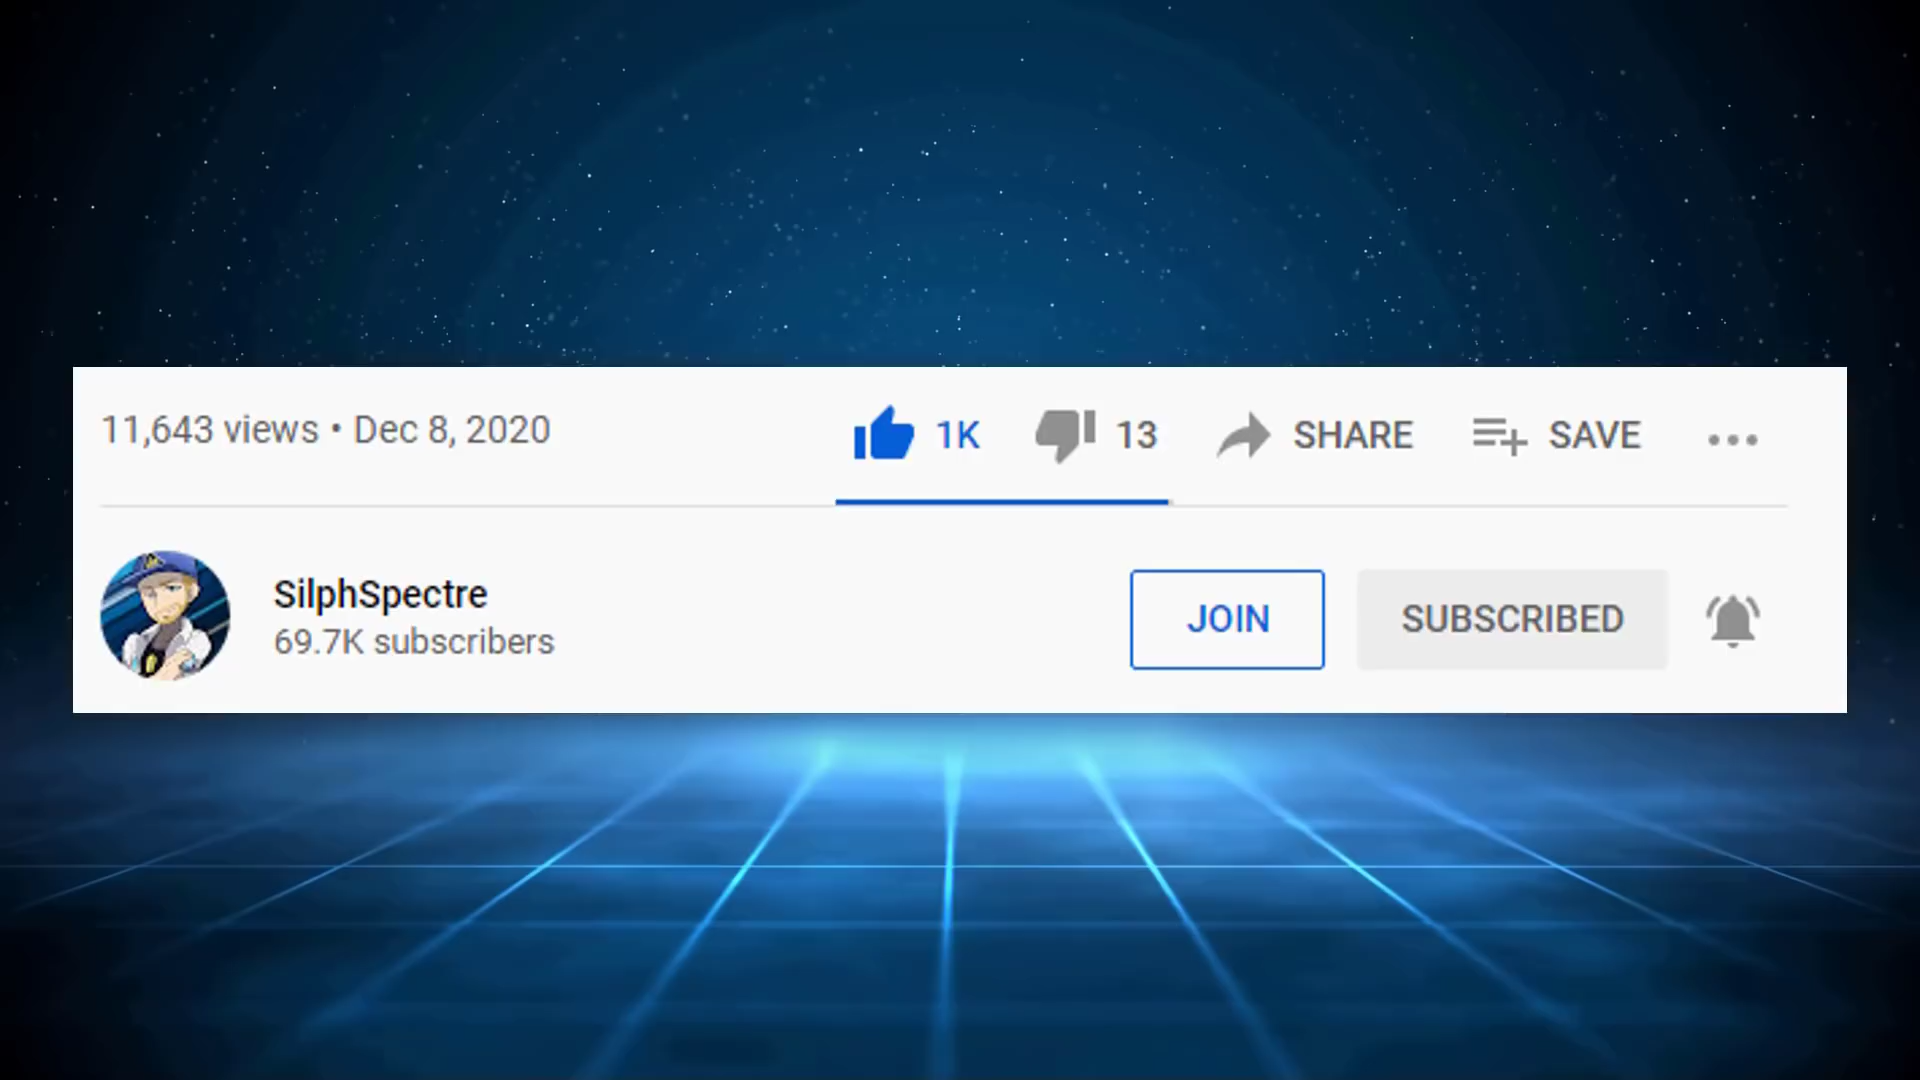 11,643 views • Dec 8, 2020
1K
13
SHARE
SAVE
SilphSpectre
69.7K subscribers
JOIN
SUBSCRIBED